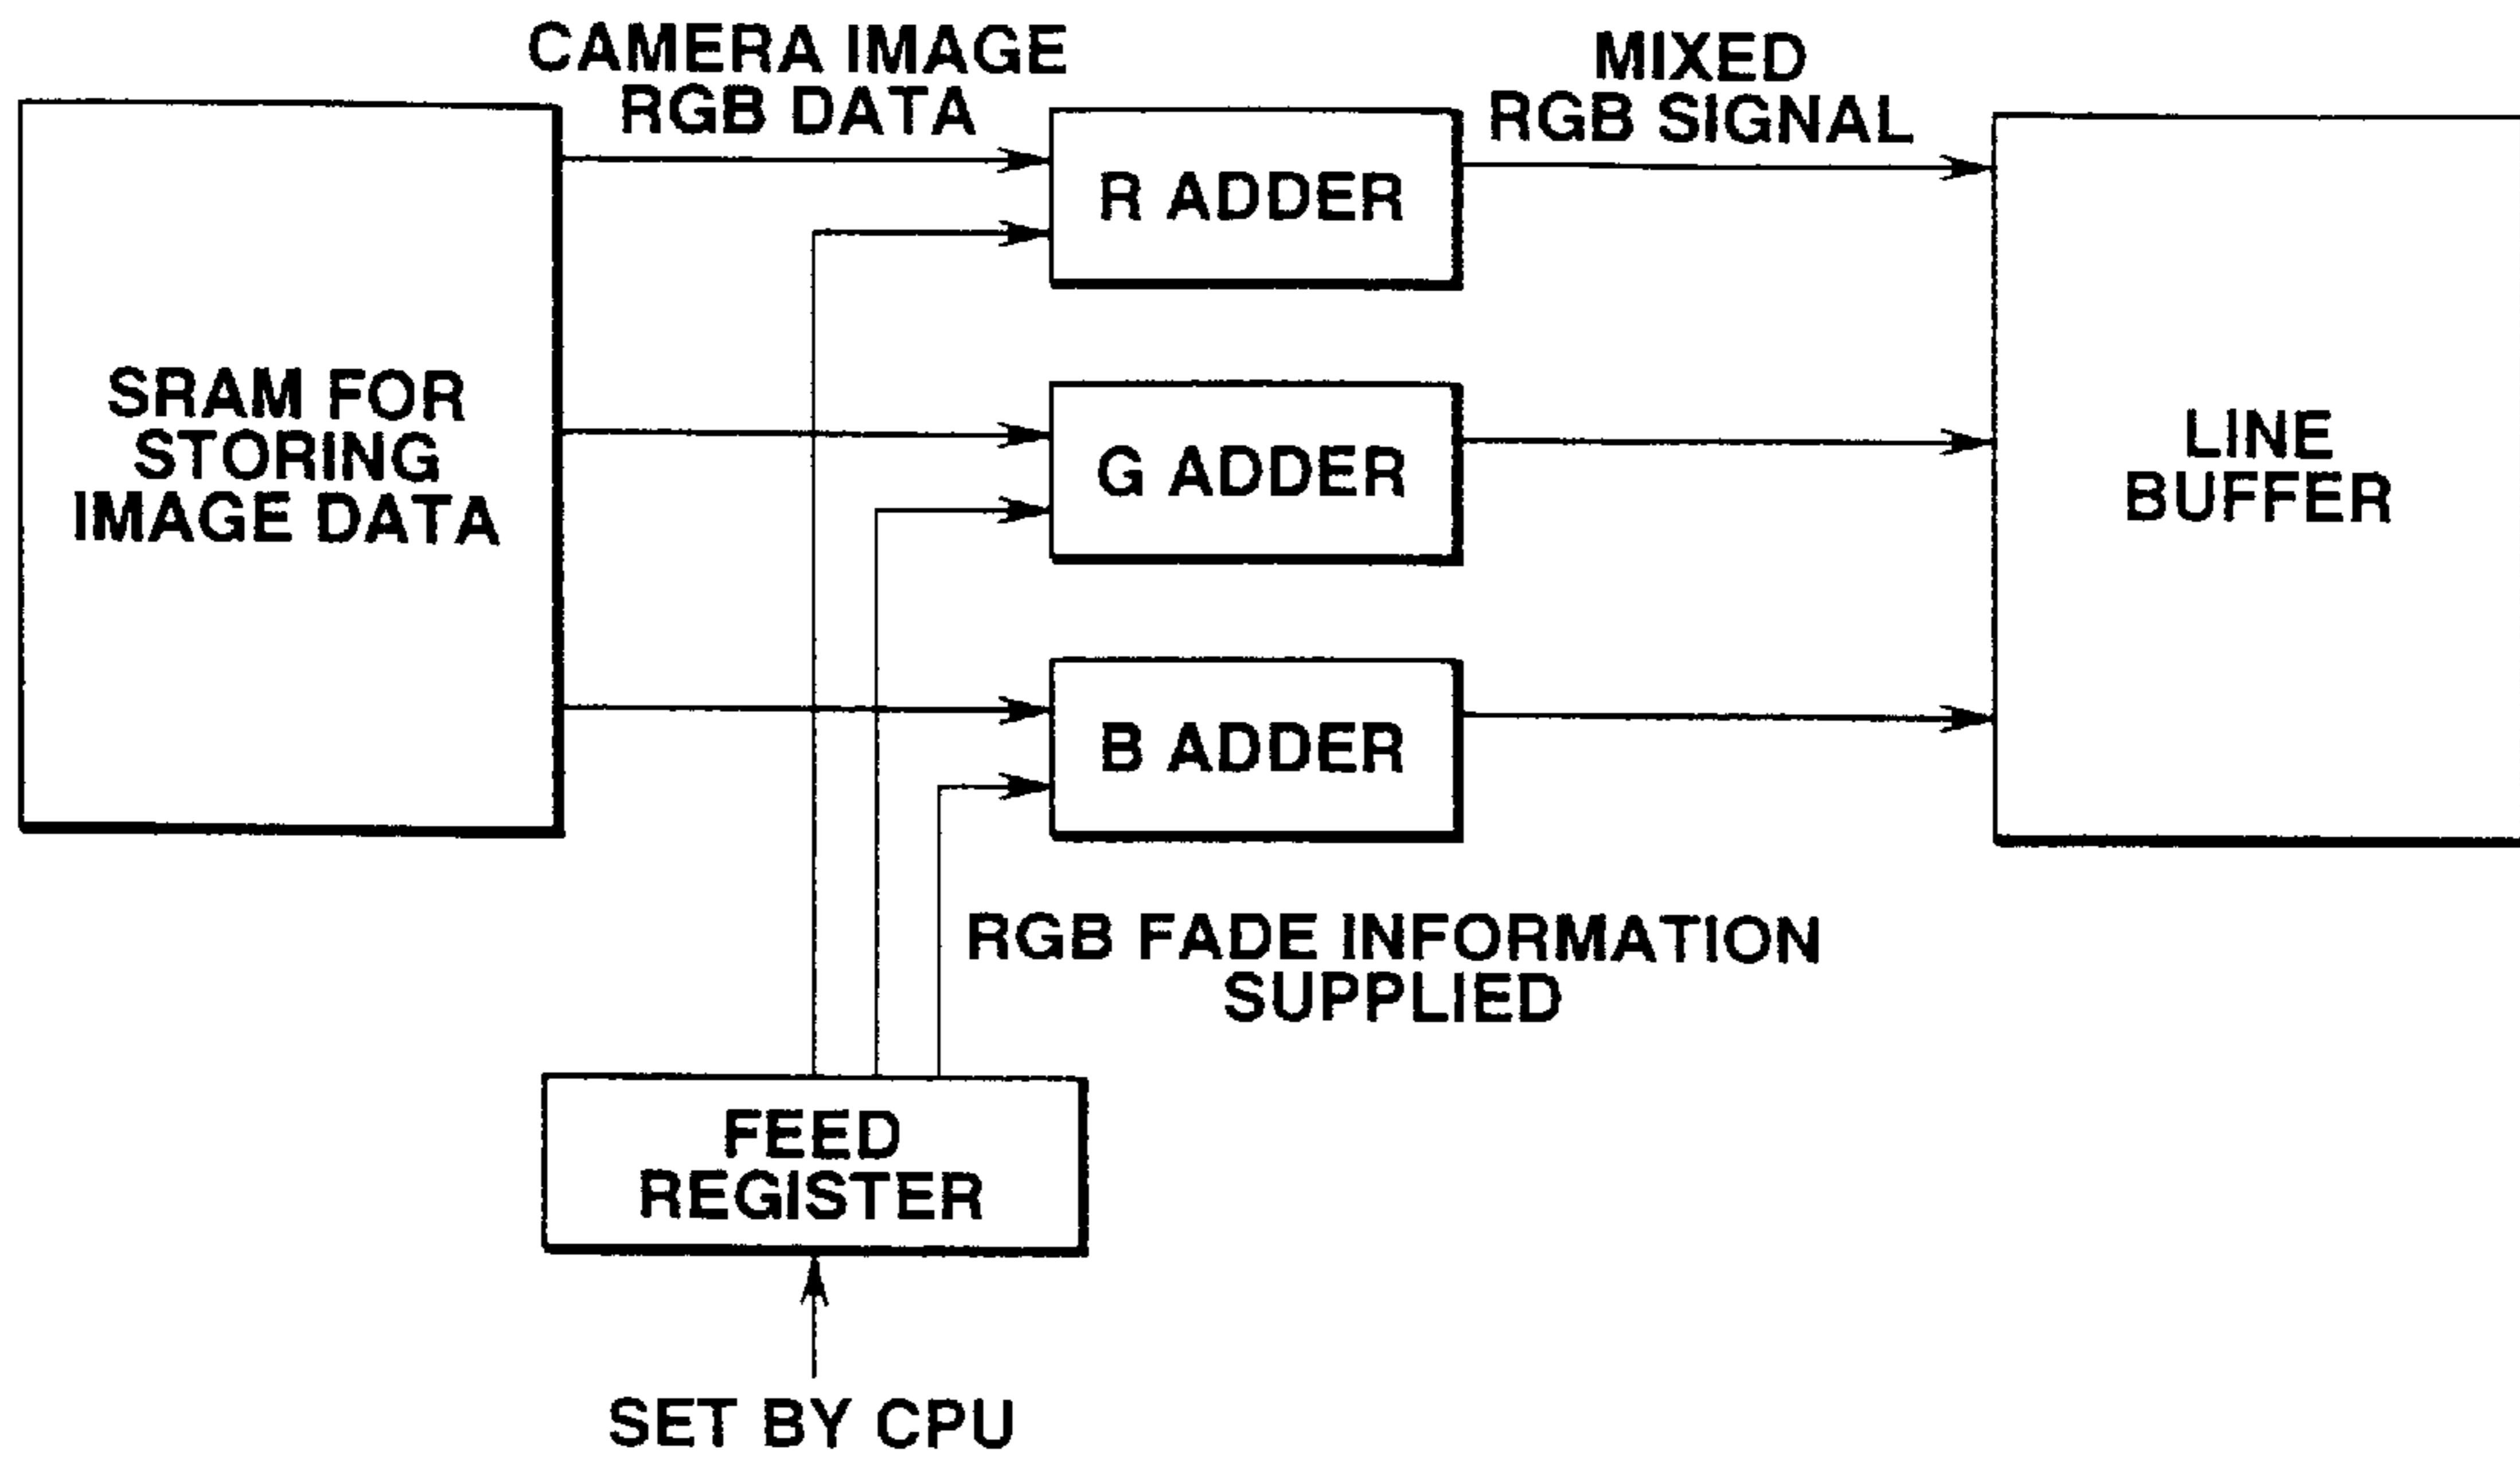 CAMERA IMAGE
RGB DATA
MIXED
RGB SIGNAL
SRAM FOR
STORING
IMAGE DATA
R ADDER
G ADDER
B ADDER
LINE
BUFFER
RGB FADE INFORMATION
SUPPLIED
FEED
REGISTER
SET BY CPU